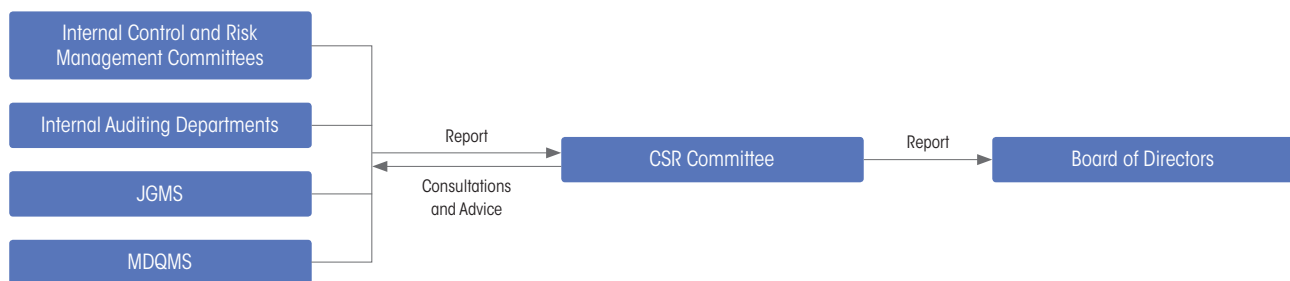 Internal Control and Risk
Management Committees
Internal Auditing Departments
JGMS
MDQMS
Report
Consultations
and Advice
CSR Committee
Report
Board of Directors